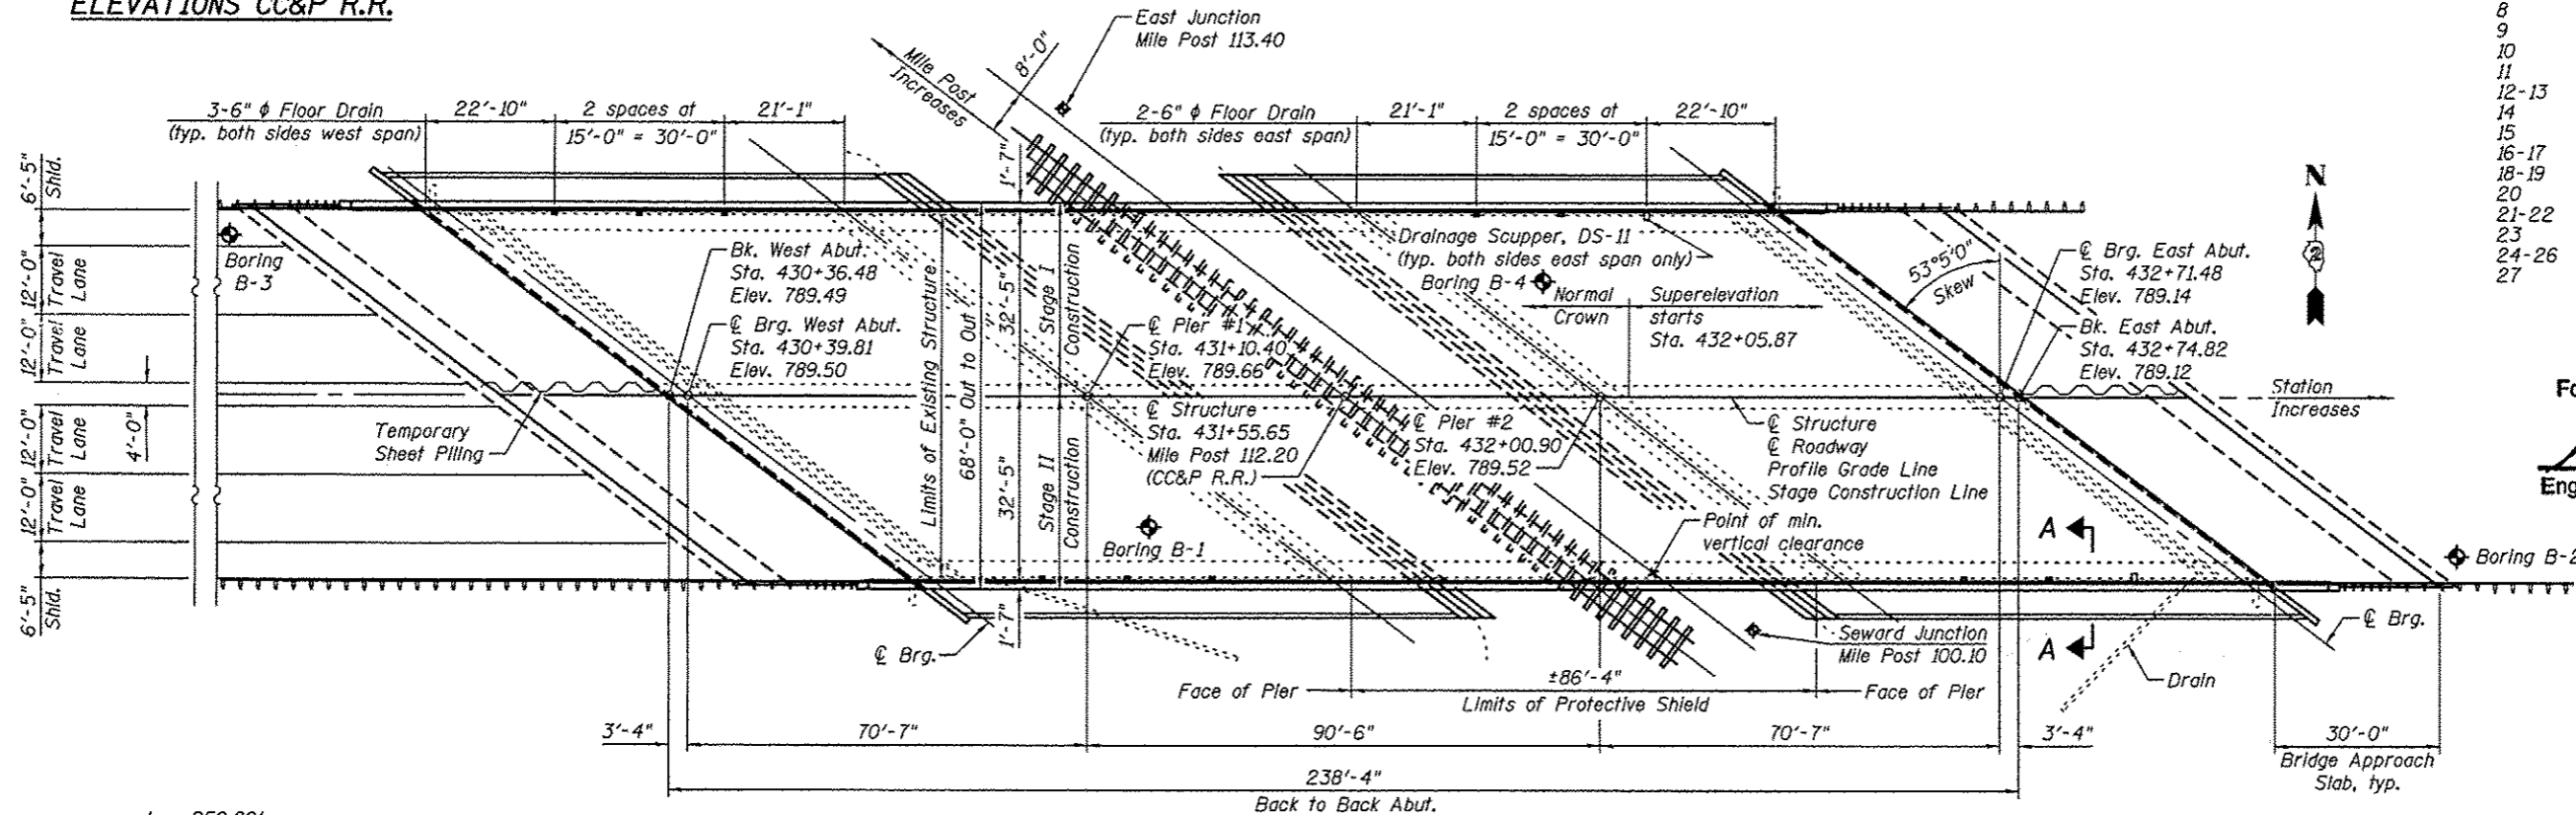 ELEVATIONS CC&P R.R.
East Junction
Mile Post 113.40
Mile Post
Increases
8'-0"
3-6" ϕ Floor Drain
(typ. both sides west span)
22'-10"
2 spaces at
15'-0" = 30'-0"
21'-1"
2-6" ϕ Floor Drain
(typ. both sides east span)
21'-1"
2 spaces at
15'-0" = 30'-0"
22'-10"
8
9
10
11
12-13
14
15
16-17
18-19
20
21-22
23
24-26
27
N
6'-5"
Shld.
12'-0"
Travel
Lane
12'-0"
Travel
Lane
4'-0"
12'-0"
Travel
Lane
12'-0"
Travel
Lane
6'-5"
Shld.
Boring
B-3
Bk. West Abut.
Sta. 430+36.48
Elev. 789.49
℄ Brg. West Abut.
Sta. 430+39.81
Elev. 789.50
Temporary
Sheet Piling
Limits of Existing Structure
68'-0" Out to Out
1'-7"
32'-5"
32'-5"
1'-7"
Stage I
Construction
Stage II
Construction
℄ Pier #1
Sta. 431+10.40
Elev. 789.66
℄ Structure
Sta. 431+55.65
Mile Post 112.20
(CC&P R.R.)
Boring B-1
Drainage Scupper, DS-11
(typ. both sides east span only)
Boring B-4
Normal
Crown
Superelevation
starts
Sta. 432+05.87
53°5'0"
Skew
℄ Brg. East Abut.
Sta. 432+71.48
Elev. 789.14
Bk. East Abut.
Sta. 432+74.82
Elev. 789.12
Station
Increases
℄ Pier #2
Sta. 432+00.90
Elev. 789.52
℄ Structure
℄ Roadway
Profile Grade Line
Stage Construction Line
Point of min.
vertical clearance
A
A
Boring B-2
℄ Brg.
℄ Brg.
Seward Junction
Mile Post 100.10
Drain
Face of Pier
±86'-4"
Limits of Protective Shield
Face of Pier
3'-4"
70'-7"
90'-6"
70'-7"
3'-4"
30'-0"
Bridge Approach
Slab, typ.
238'-4"
Back to Back Abut.
Fo
Eng